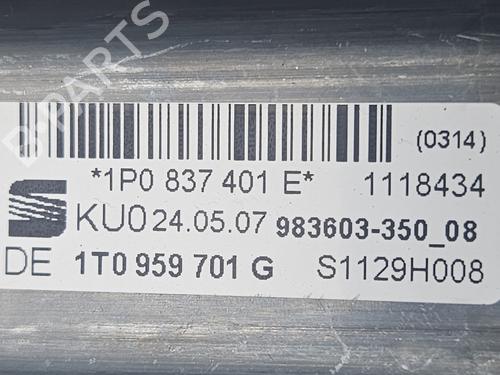 (0314)
*1P0 837 401 E* 1118434
KU0 24.05.07 983603-350_08
DE 1T0 959 701 G S1129H008
B-PARTS